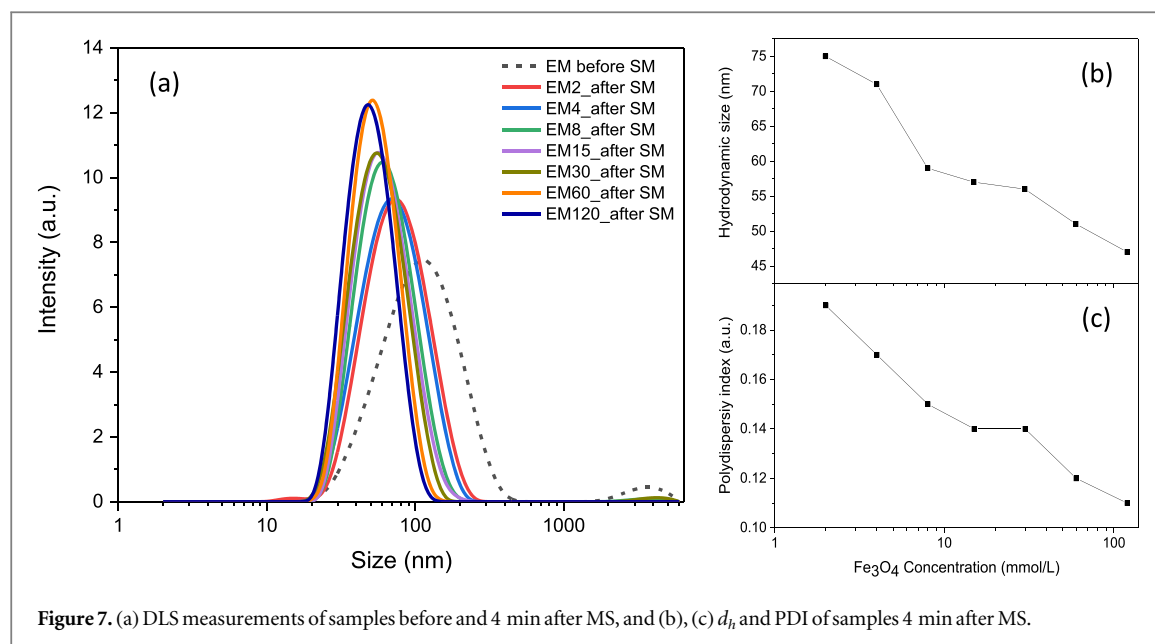 (a)
EM before SM
EM2_after SM
EM4_after SM
EM8_after SM
EM15_after SM
EM30_after SM
EM60_after SM
EM120_after SM
Intensity (a.u.)
14
12
10
8
6
4
2
0
1
10
100
1000
Size (nm)
(b)
Hydrodynamic size (nm)
75
70
65
60
55
50
45
(c)
Polydispersiy index (a.u.)
0.18
0.16
0.14
0.12
0.10
1
10
100
Fe₃O₄ Concentration (mmol/L)
Figure 7. (a) DLS measurements of samples before and 4 min after MS, and (b), (c) dₕ and PDI of samples 4 min after MS.